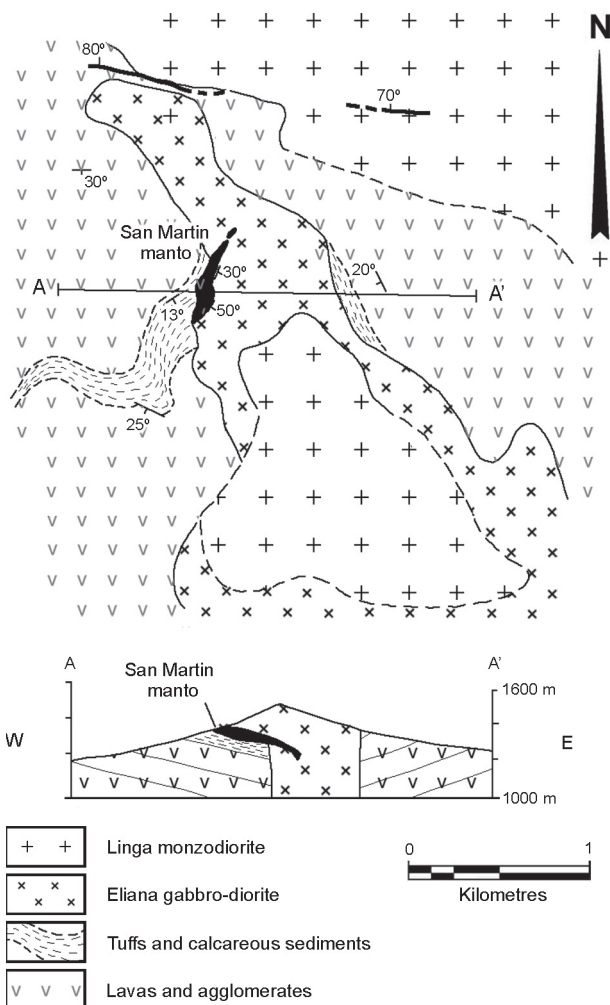 N
80º
70º
30º
San Martin
manto
30º
20º
A
A'
13º
50º
25º
A
A'
San Martin
manto
1600 m
W
E
1000 m
Linga monzodiorite
0
1
Eliana gabbro-diorite
Kilometres
Tuffs and calcareous sediments
Lavas and agglomerates